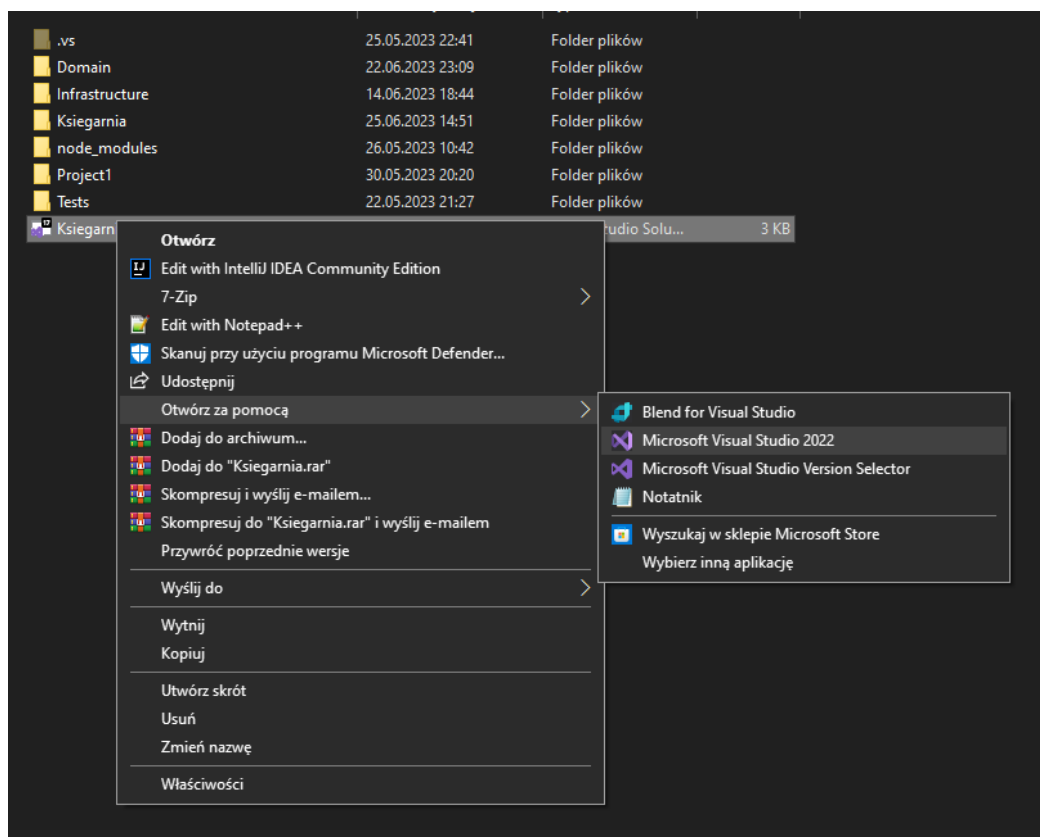 .vs 25.05.2023 22:41 Folder plików
Domain 22.06.2023 23:09 Folder plików
Infrastructure 14.06.2023 18:44 Folder plików
Ksiegarnia 25.06.2023 14:51 Folder plików
node_modules 26.05.2023 10:42 Folder plików
Project1 30.05.2023 20:20 Folder plików
Tests 22.05.2023 21:27 Folder plików
Ksiegarn Solu... 3 KB
Otwórz
Edit with IntelliJ IDEA Community Edition
7-Zip
Edit with Notepad++
Skanuj przy użyciu programu Microsoft Defender...
Udostępnij
Otwórz za pomocą
Dodaj do archiwum...
Dodaj do "Ksiegarnia.rar"
Skompresuj i wyślij e-mailem...
Skompresuj do "Ksiegarnia.rar" i wyślij e-mailem
Przywróć poprzednie wersje
Wyślij do
Wytnij
Kopiuj
Utwórz skrót
Usuń
Zmień nazwę
Właściwości
Blend for Visual Studio
Microsoft Visual Studio 2022
Microsoft Visual Studio Version Selector
Notatnik
Wyszukaj w sklepie Microsoft Store
Wybierz inną aplikację